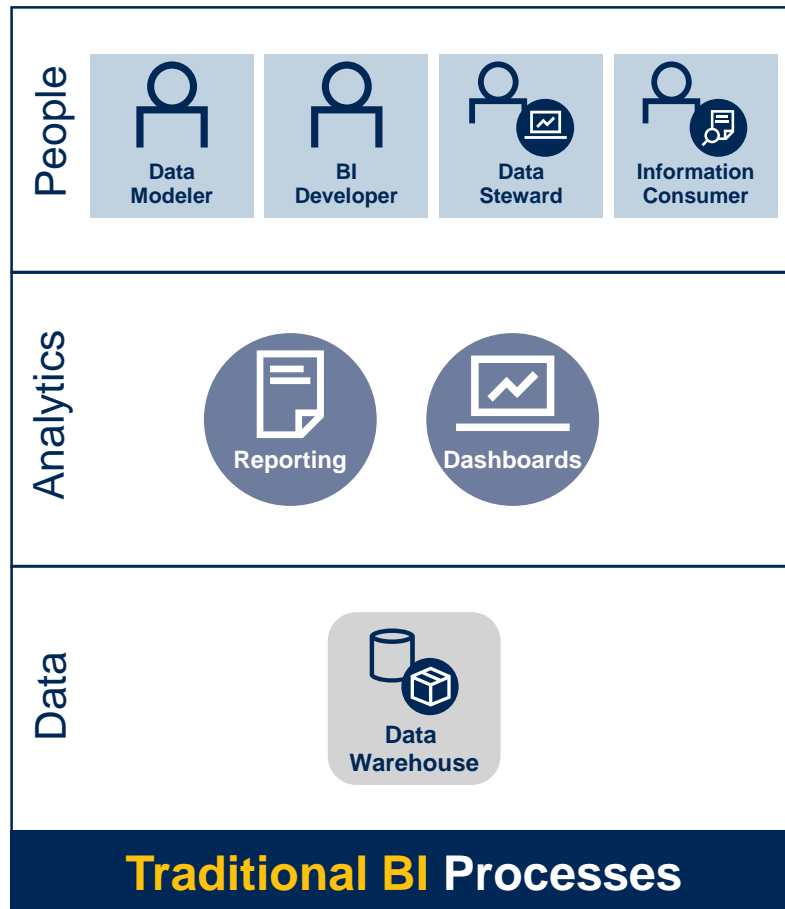 People
Data
Modeler
BI
Developer
Data
Steward
Information
Consumer
Analytics
Reporting
Dashboards
Data
Data
Warehouse
Traditional BI Processes